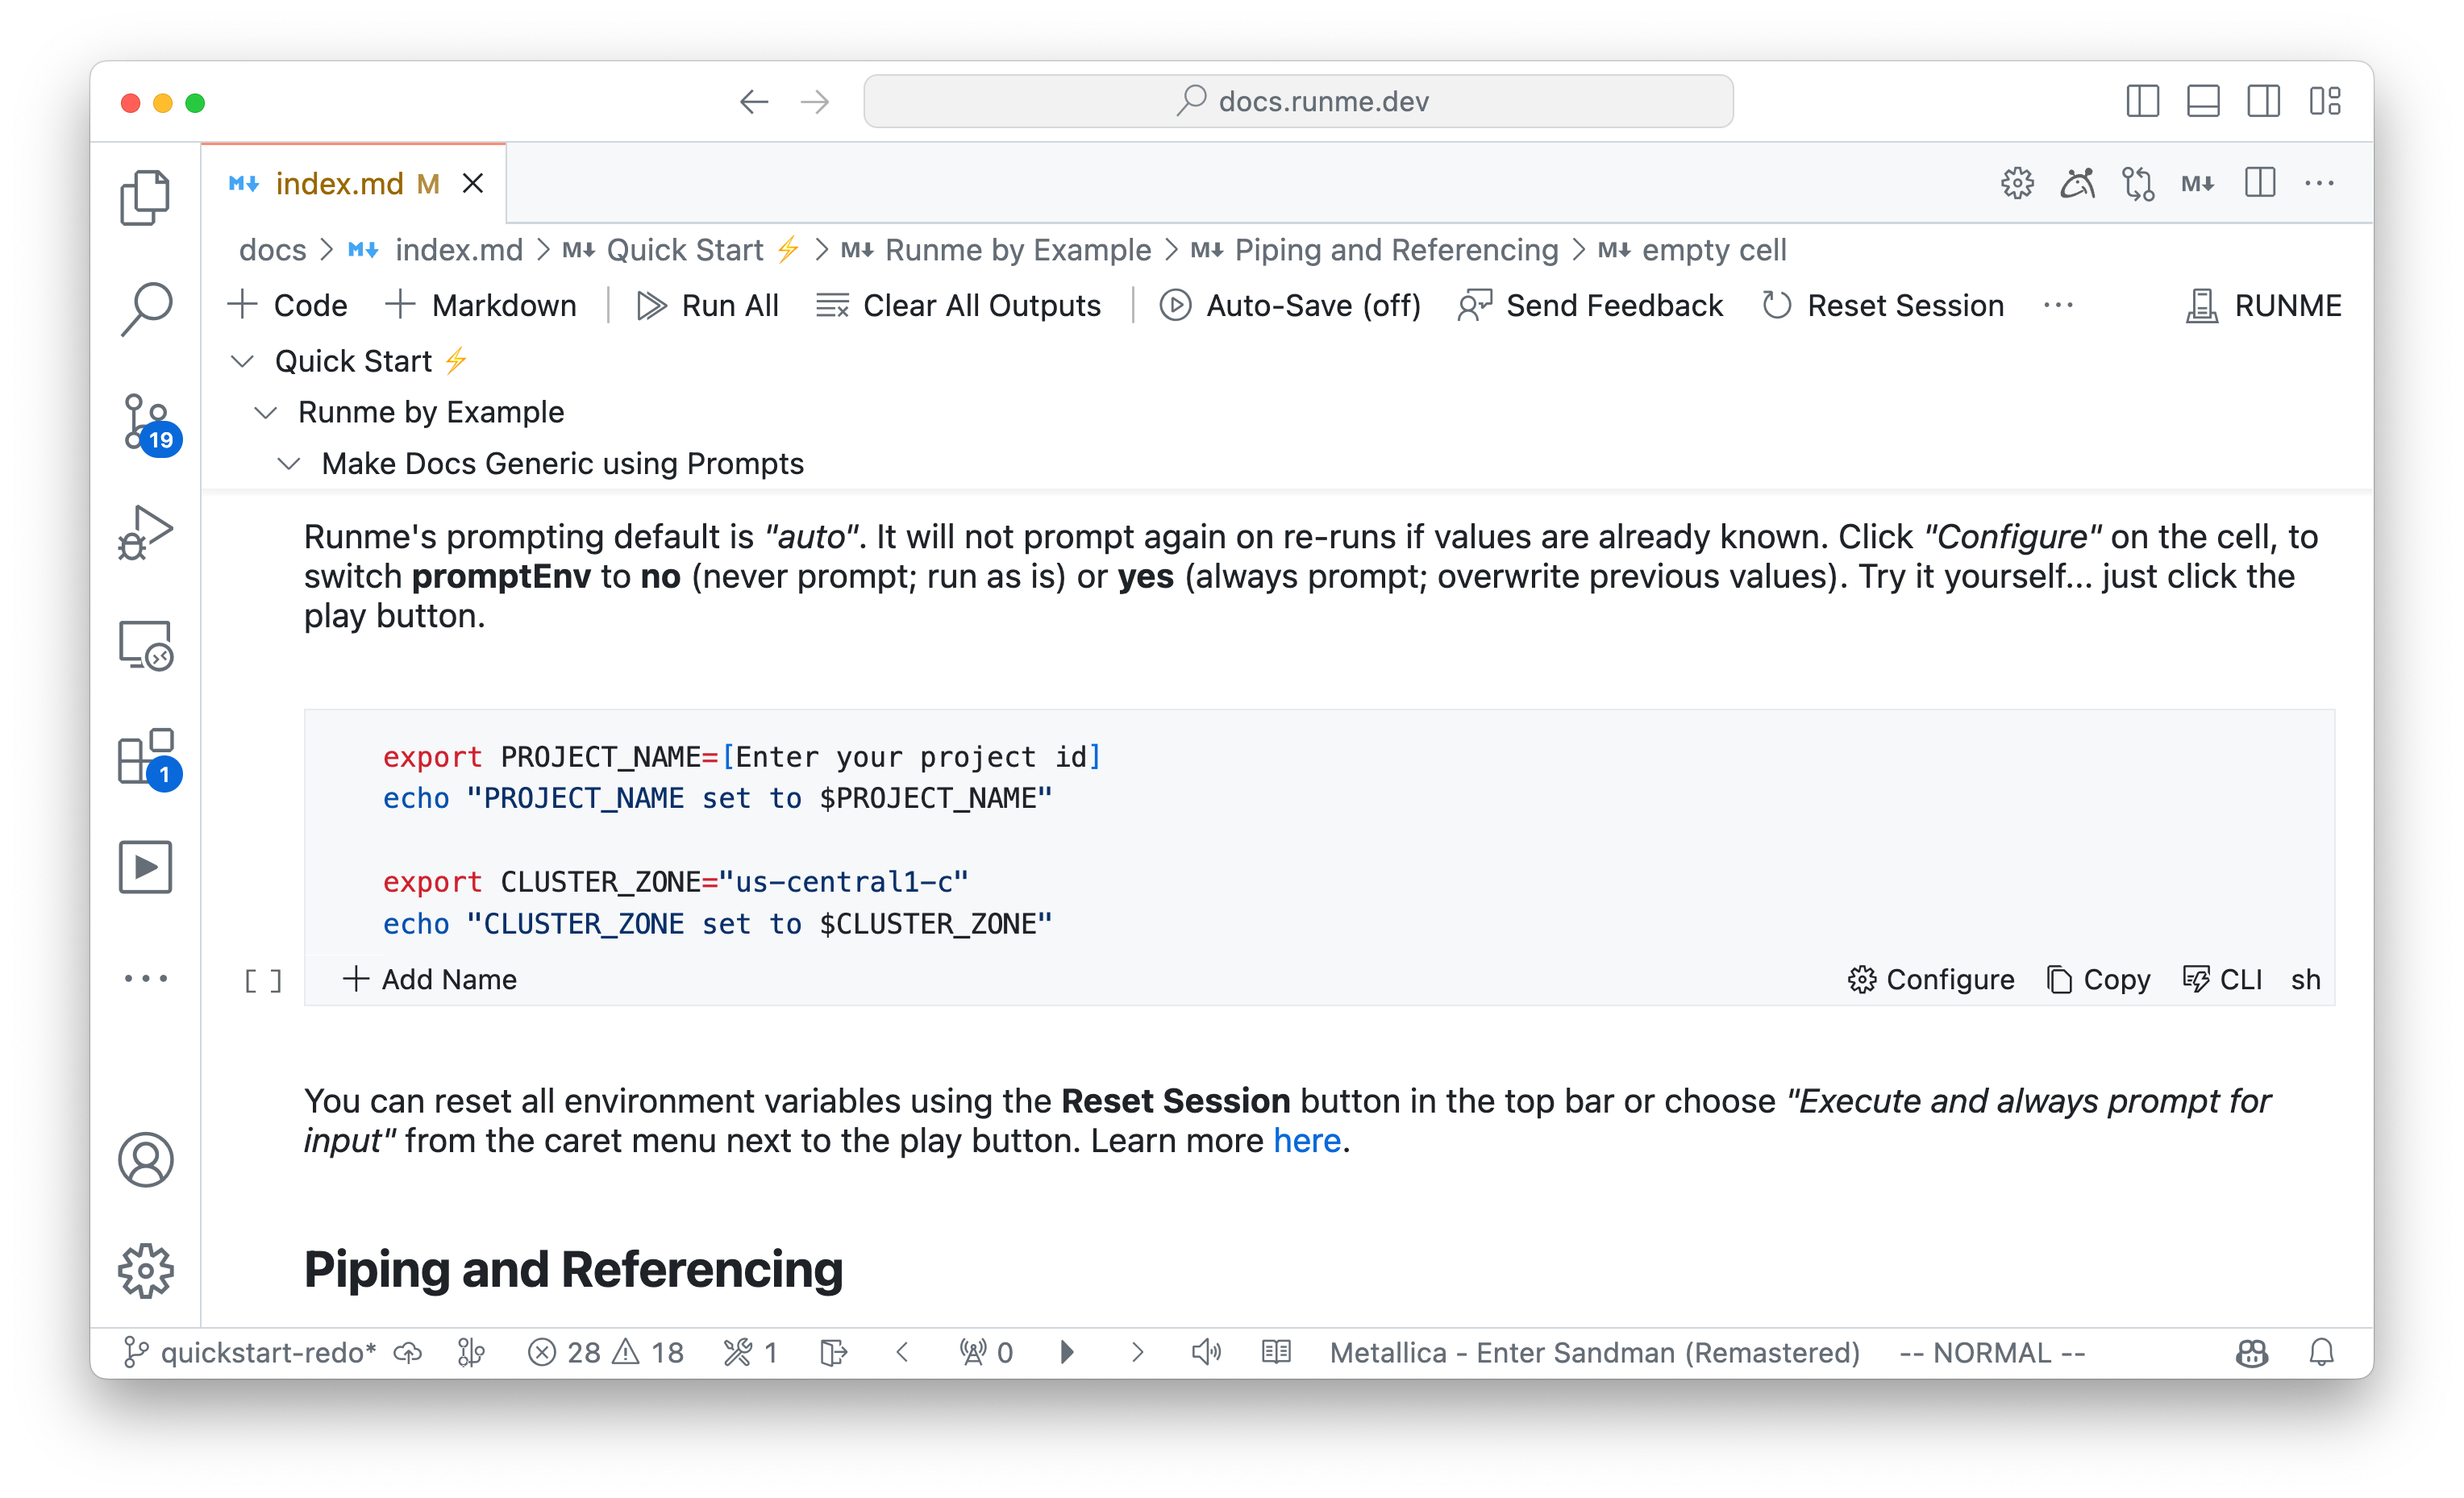 docs.runme.dev
index.md M
docs > index.md > Quick Start ⚡ > Runme by Example > Piping and Referencing > empty cell
+ Code + Markdown | Run All Clear All Outputs | Auto-Save (off) Send Feedback Reset Session ... RUNME
Quick Start ⚡
Runme by Example
Make Docs Generic using Prompts
Runme's prompting default is "auto". It will not prompt again on re-runs if values are already known. Click "Configure" on the cell, to
switch promptEnv to no (never prompt; run as is) or yes (always prompt; overwrite previous values). Try it yourself... just click the
play button.
export PROJECT_NAME=[Enter your project id]
echo "PROJECT_NAME set to $PROJECT_NAME"
export CLUSTER_ZONE="us-central1-c"
echo "CLUSTER_ZONE set to $CLUSTER_ZONE"
[ ] + Add Name Configure Copy CLI sh
You can reset all environment variables using the Reset Session button in the top bar or choose "Execute and always prompt for
input" from the caret menu next to the play button. Learn more here.
Piping and Referencing
19
1
quickstart-redo* 28 18 1 0 Metallica - Enter Sandman (Remastered) -- NORMAL --